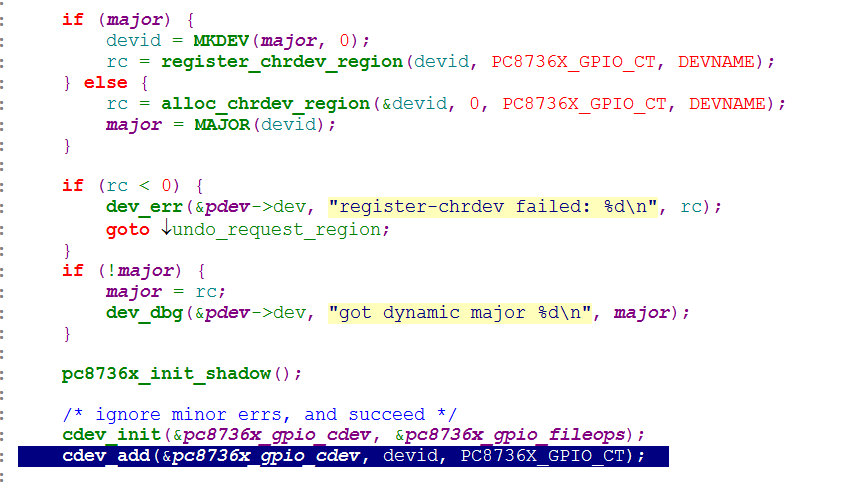 if (major) {
devid = MKDEV(major, 0);
rc = register_chrdev_region(devid, PC8736X_GPIO_CT, DEVNAME);
} else {
rc = alloc_chrdev_region(&devid, 0, PC8736X_GPIO_CT, DEVNAME);
major = MAJOR(devid);
}
if (rc < 0) {
dev_err(&pdev->dev, "register-chrdev failed: %d\n", rc);
goto ↓undo_request_region;
}
if (!major) {
major = rc;
dev_dbg(&pdev->dev, "got dynamic major %d\n", major);
}
pc8736x_init_shadow();
/* ignore minor errs, and succeed */
cdev_init(&pc8736x_gpio_cdev, &pc8736x_gpio_fileops);
cdev_add(&pc8736x_gpio_cdev, devid, PC8736X_GPIO_CT);